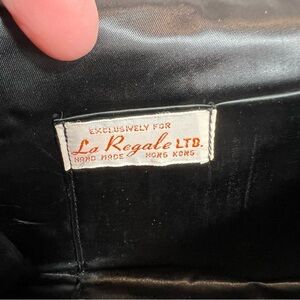 EXCLUSIVELY FOR
La Regale LTD.
HAND MADE HONG KONG